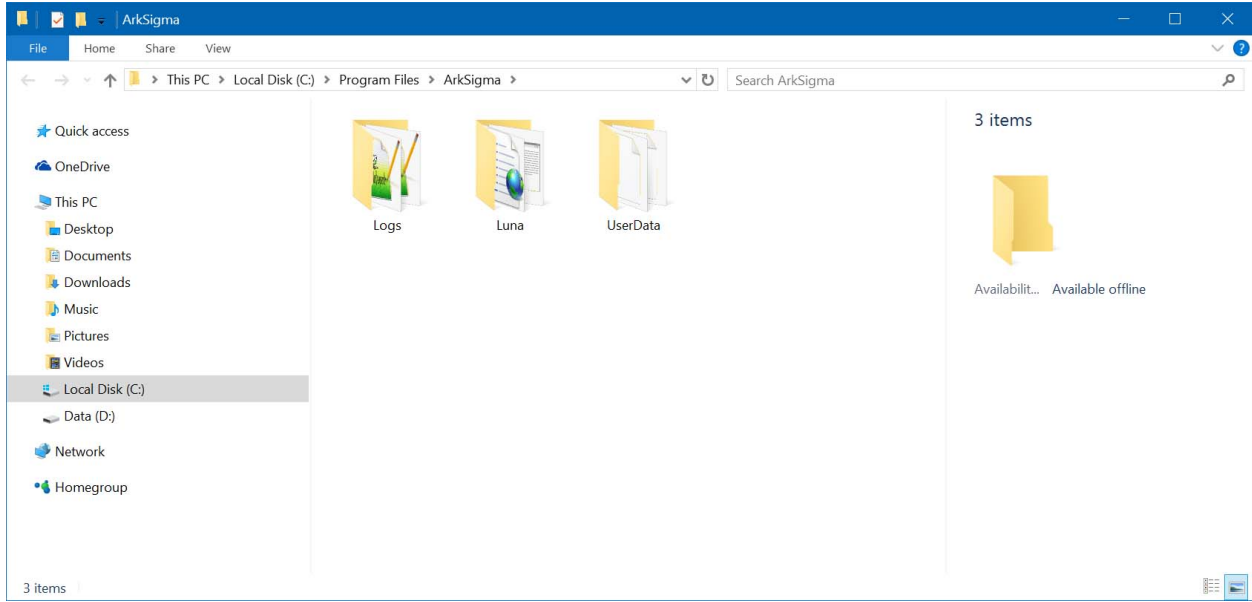 ArkSigma
File Home Share View
This PC > Local Disk (C:) > Program Files > ArkSigma >
Search ArkSigma
Quick access
OneDrive
This PC
Desktop
Documents
Downloads
Music
Pictures
Videos
Local Disk (C:)
Data (D:)
Network
Homegroup
Logs Luna UserData
3 items
Availabilit... Available offline
3 items